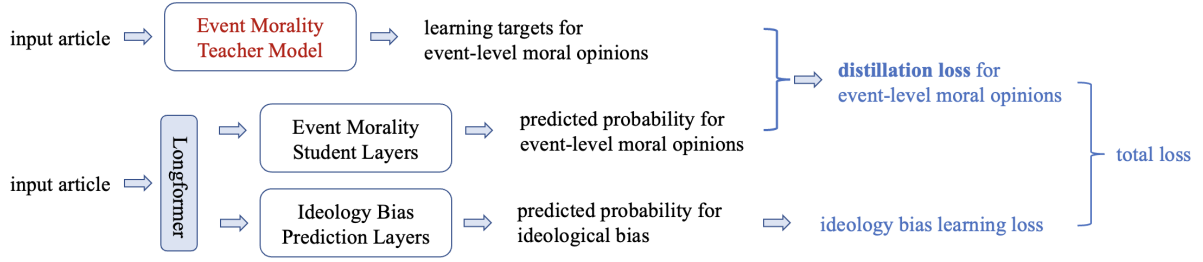 input article
Event Morality
Teacher Model
learning targets for
event-level moral opinions
distillation loss for
event-level moral opinions
input article
Longformer
Event Morality
Student Layers
predicted probability for
event-level moral opinions
Ideology Bias
Prediction Layers
predicted probability for
ideological bias
ideology bias learning loss
total loss